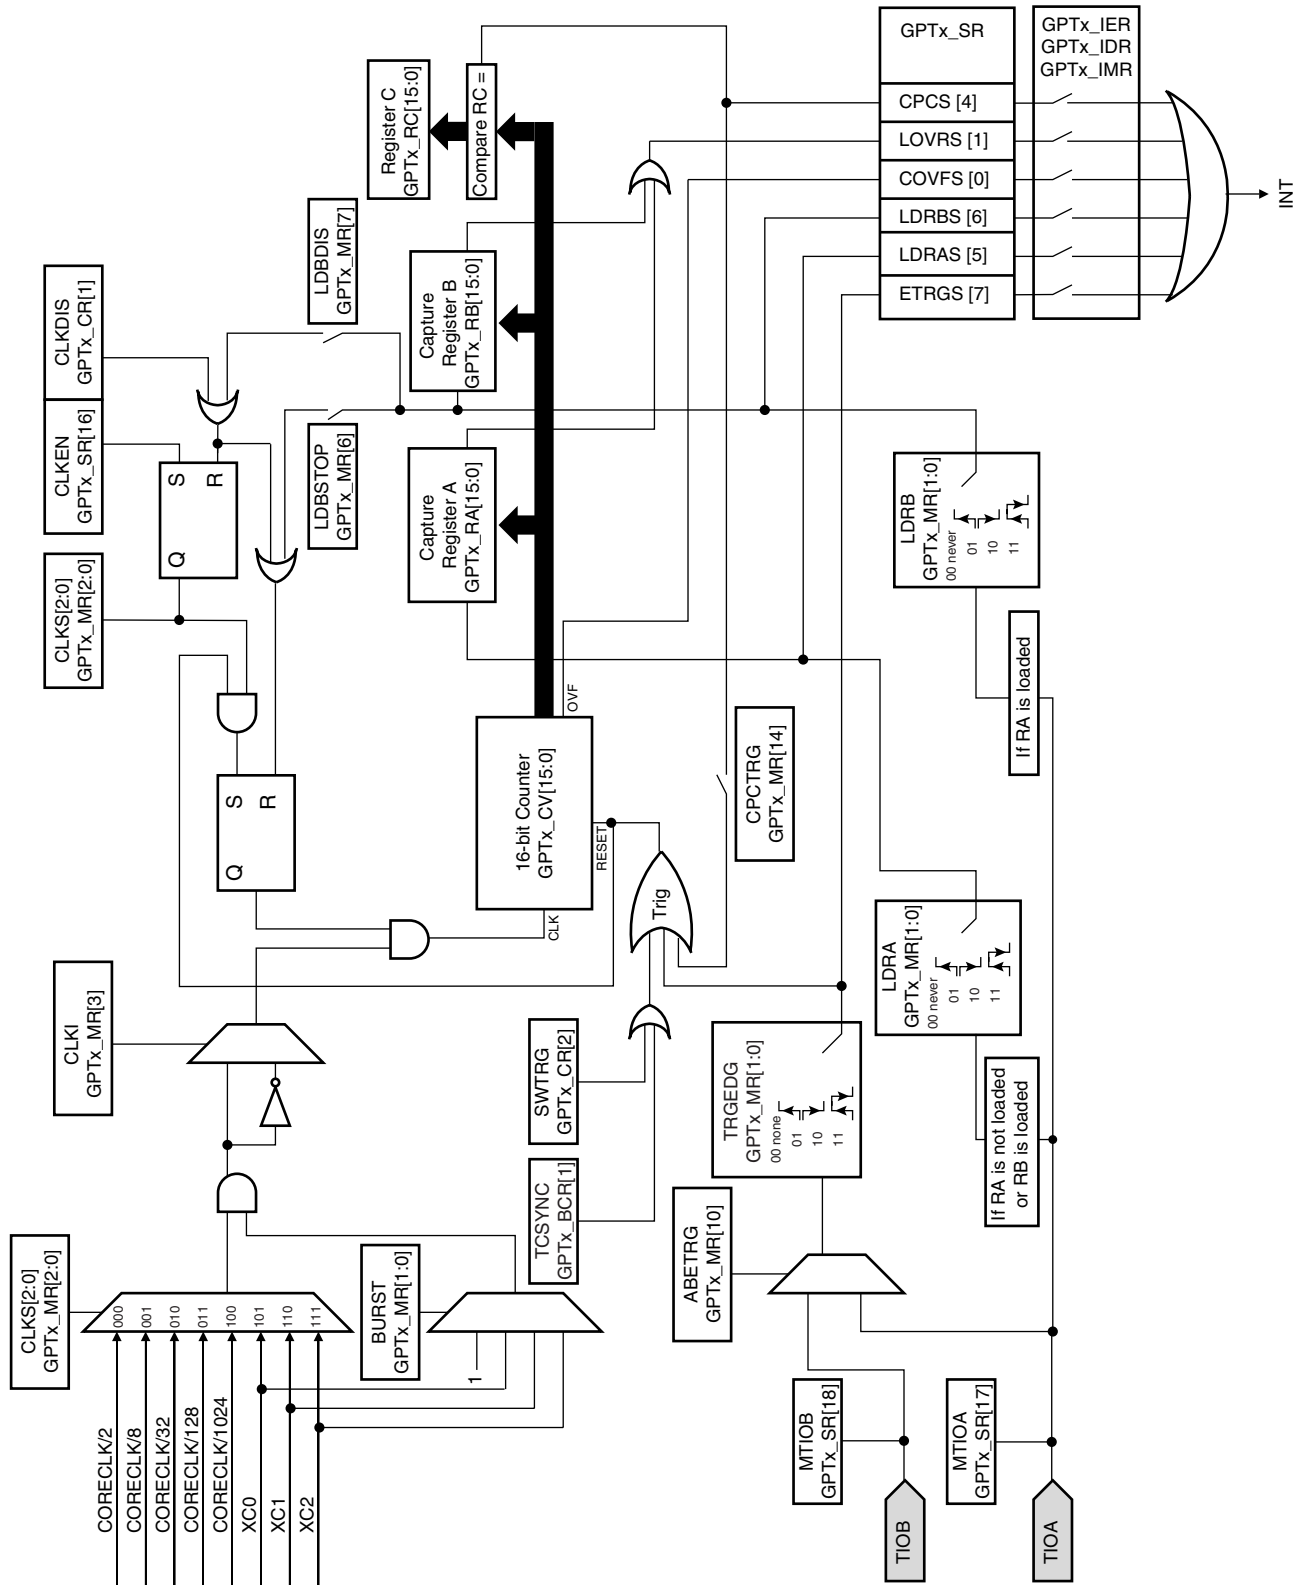 CORECLK/2
CORECLK/8
CORECLK/32
CORECLK/128
CORECLK/1024
XC0
XC1
XC2
CLKS[2:0]
GPTx_MR[2:0]
000
001
010
011
100
101
110
111
BURST
GPTx_MR[1:0]
1
CLKI
GPTx_MR[3]
CLKS[2:0]
GPTx_MR[2:0]
CLKEN
GPTx_SR[16]
CLKDIS
GPTx_CR[1]
Q
S
R
Q
S
R
LDBSTOP
GPTx_MR[6]
LDBDIS
GPTx_MR[7]
TCSYNC
GPTx_BCR[1]
SWTRG
GPTx_CR[2]
Trig
16-bit Counter
GPTx_CV[15:0]
CLK
RESET
OVF
Capture
Register A
GPTx_RA[15:0]
Capture
Register B
GPTx_RB[15:0]
Compare RC =
Register C
GPTx_RC[15:0]
CPCTRG
GPTx_MR[14]
MTIOB
GPTx_SR[18]
TIOB
MTIOA
GPTx_SR[17]
TIOA
ABETRG
GPTx_MR[10]
TRGEDG
GPTx_MR[1:0]
00 none
01
10
11
If RA is not loaded
or RB is loaded
LDRA
GPTx_MR[1:0]
00 never
01
10
11
If RA is loaded
LDRB
GPTx_MR[1:0]
00 never
01
10
11
GPTx_SR
CPCS [4]
LOVRS [1]
COVFS [0]
LDRBS [6]
LDRAS [5]
ETRGS [7]
GPTx_IER
GPTx_IDR
GPTx_IMR
INT